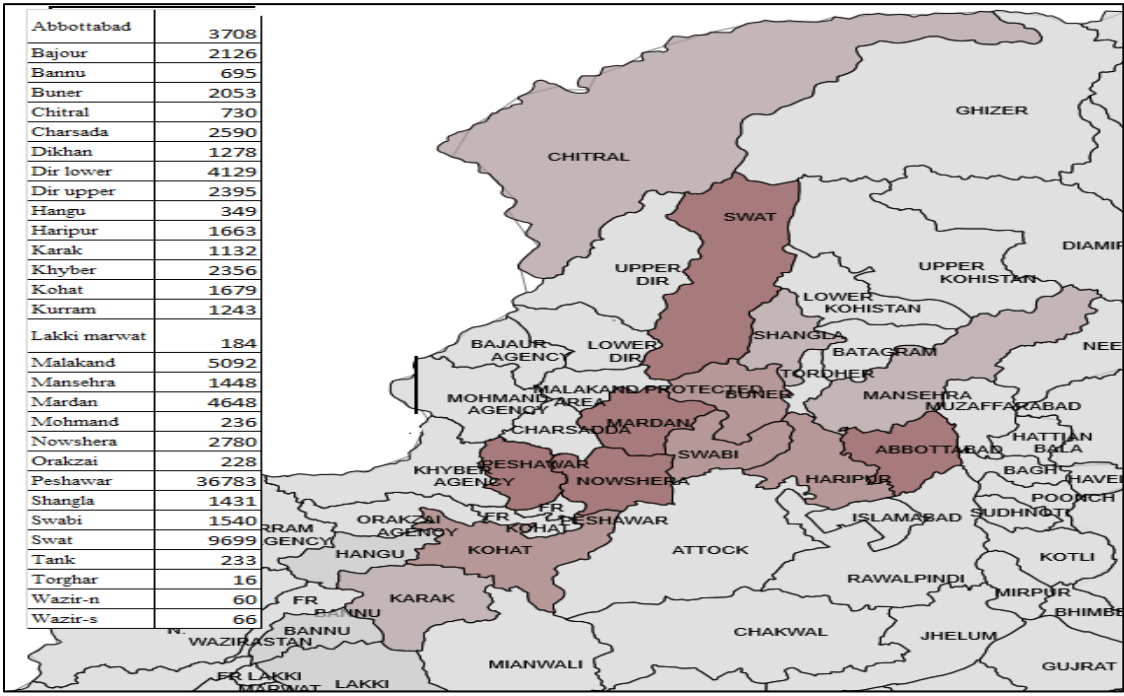 Abbottabad 3708
Bajour 2126
Bannu 695
Buner 2053
Chitral 730
Charsada 2590
Dikhan 1278
Dir lower 4129
Dir upper 2395
Hangu 349
Haripur 1663
Karak 1132
Khyber 2356
Kohat 1679
Kurram 1243
Lakki marwat 184
Malakand 5092
Mansehra 1448
Mardan 4648
Mohmand 236
Nowshera 2780
Orakzai 228
Peshawar 36783
Shangla 1431
Swabi 1540
Swat 9699
Tank 233
Torghar 16
Wazir-n 60
Wazir-s 66
GHIZER
CHITRAL
SWAT
DIAMIR
UPPER
DIR
UPPER
KOHISTAN
LOWER
KOHISTAN
SHANGLA
BAJAUR
AGENCY
LOWER
DIR
BATAGRAM
NEE
TORDHER
MALAKAND PROTECTED
AREA
BUNER
MANSEHRA
MOHMAND
AGENCY
MUZAFFARABAD
CHARSADDA
MARDAN
HATTIAN
BALA
ABBOTTABAD
SWABI
PESHAWAR
KHYBER
AGENCY
NOWSHERA
HARIPUR
BAGH
HAVEL
POONCH
SUDHNOTI
FR
PESHAWAR
FR
KOHAT
ISLAMABAD
ORAKZAI
AGENCY
RRAM
GENCY
HANGU
KOHAT
ATTOCK
KOTLI
RAWALPINDI
MIRPUR
BHIMBE
FR
BANNU
KARAK
BANNU
N.
WAZIRASTAN
CHAKWAL
JHELUM
MIANWALI
GUJRAT
FR LAKKI
MARWAT
LAKKI